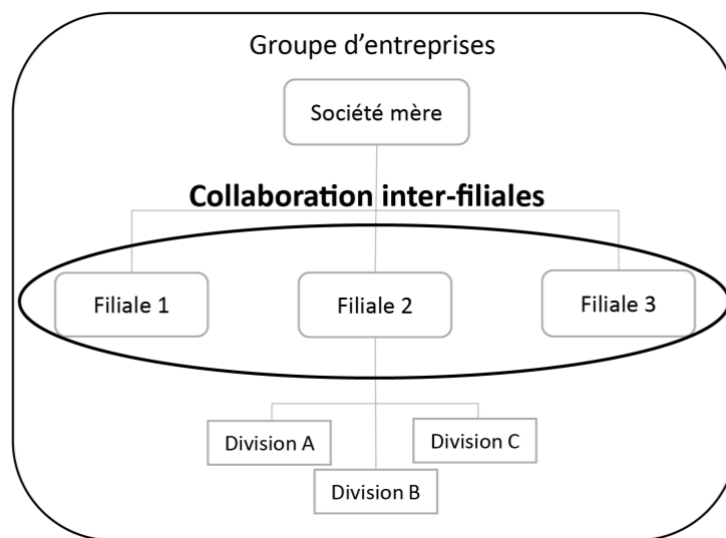 Groupe d’entreprises
Société mère
Collaboration inter-filiales
Filiale 1
Filiale 2
Filiale 3
Division A
Division C
Division B